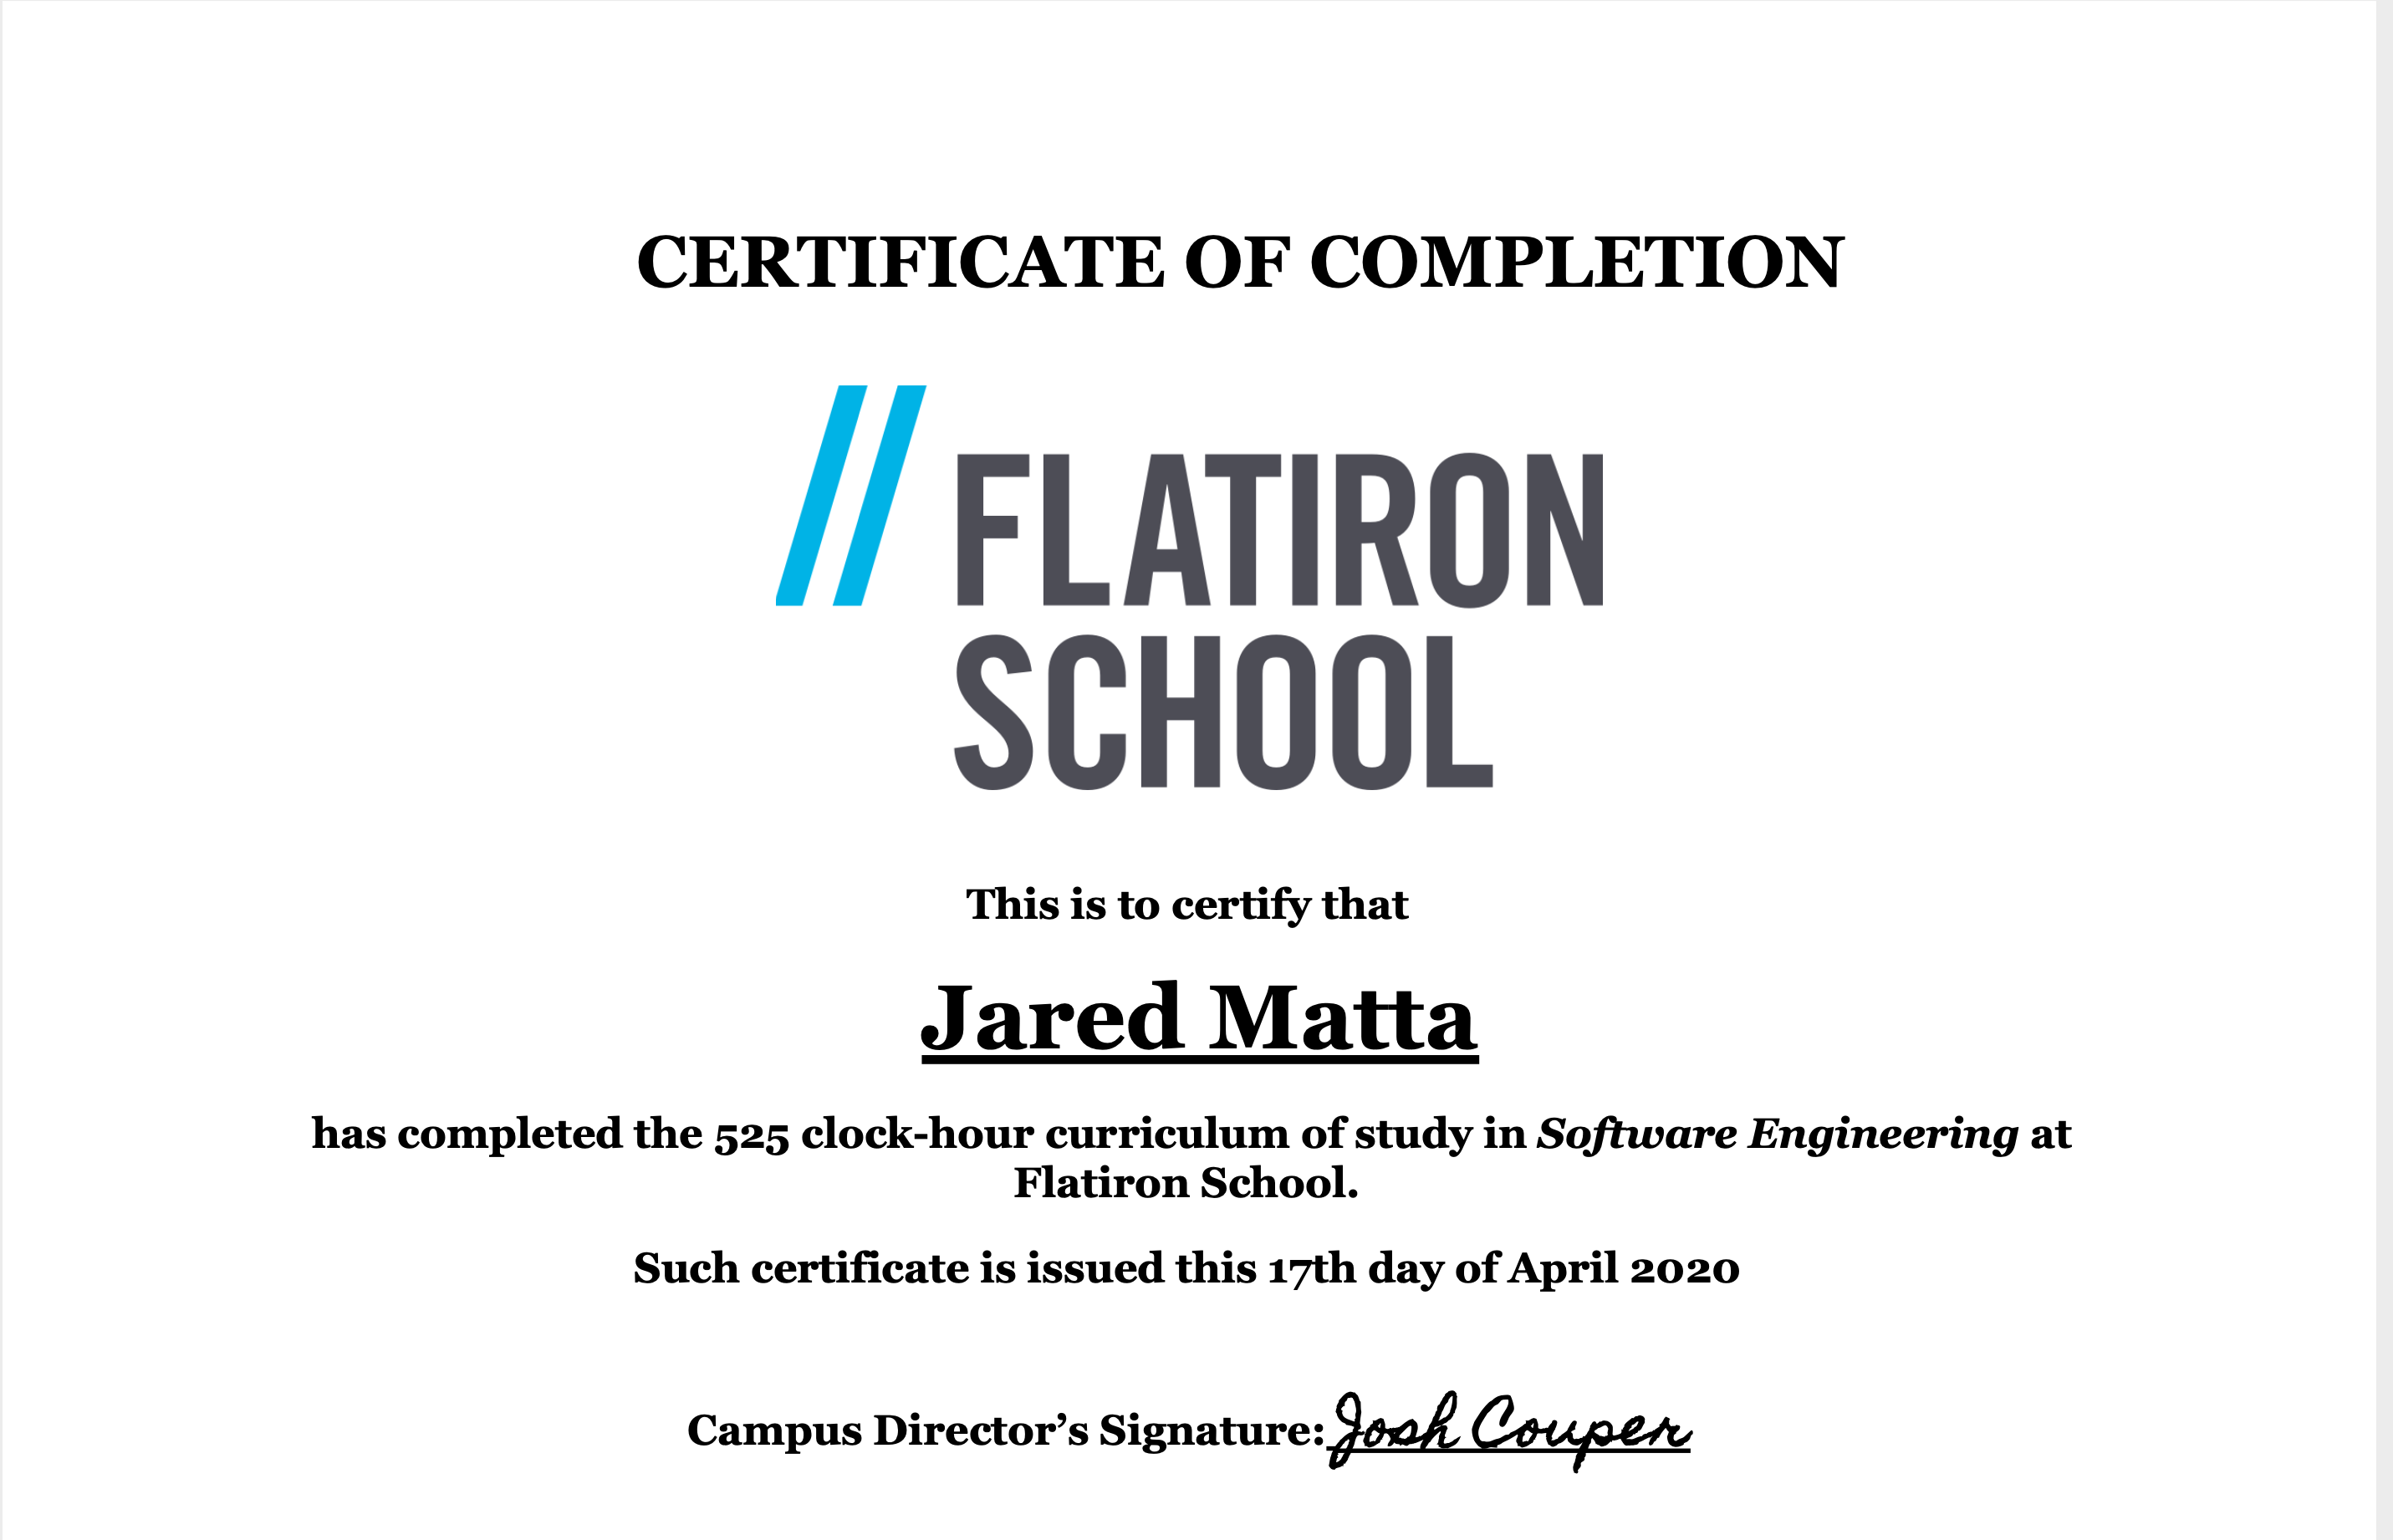 CERTIFICATE OF COMPLETION
// FLATIRON
SCHOOL
This is to certify that
Jared Matta
has completed the 525 clock-hour curriculum of study in Software Engineering at
Flatiron School.
Such certificate is issued this 17th day of April 2020
Campus Director’s Signature: Josh Couper